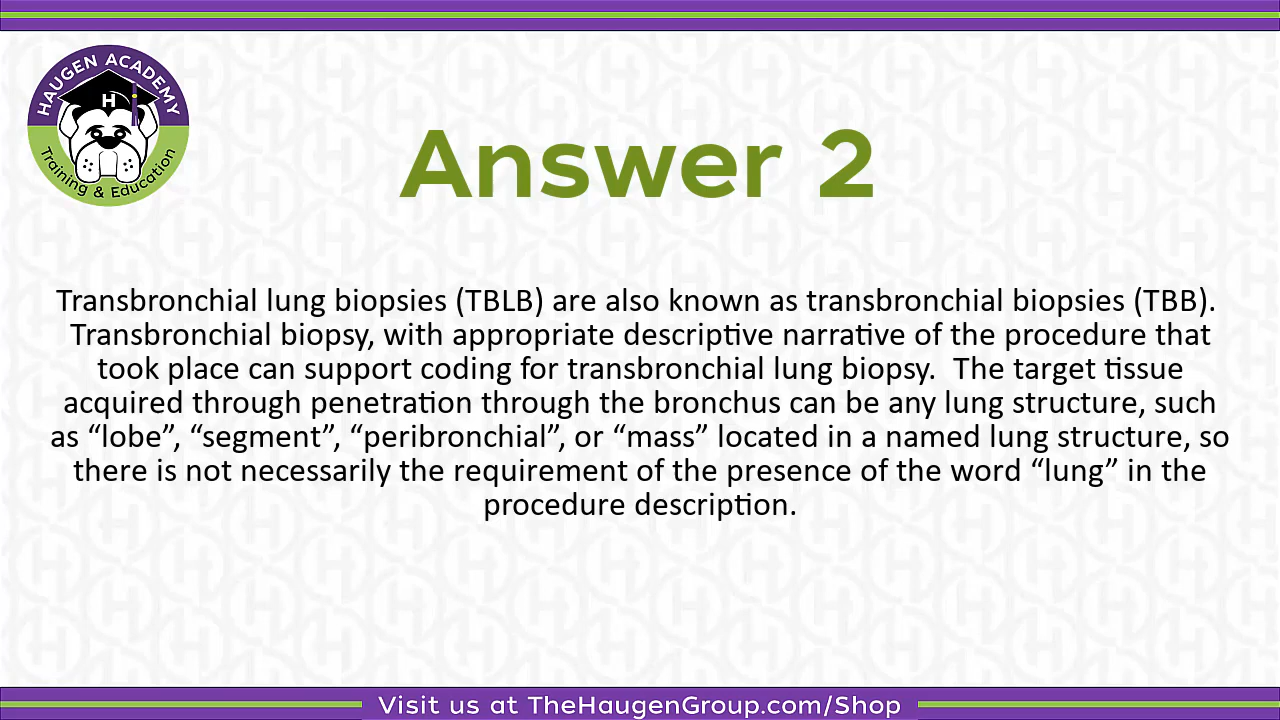 HAUGEN ACADEMY
H
Training & Education
Answer 2
Transbronchial lung biopsies (TBLB) are also known as transbronchial biopsies (TBB).
Transbronchial biopsy, with appropriate descriptive narrative of the procedure that
took place can support coding for transbronchial lung biopsy.  The target tissue
acquired through penetration through the bronchus can be any lung structure, such
as “lobe”, “segment”, “peribronchial”, or “mass” located in a named lung structure, so
there is not necessarily the requirement of the presence of the word “lung” in the
procedure description.
Visit us at TheHaugenGroup.com/Shop